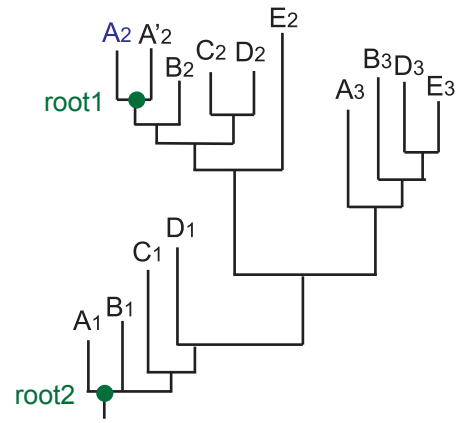 E2
A2 A’2
C2 D2
B2
root1
B3 D3
E3
A3
D1
C1
B1
A1
root2